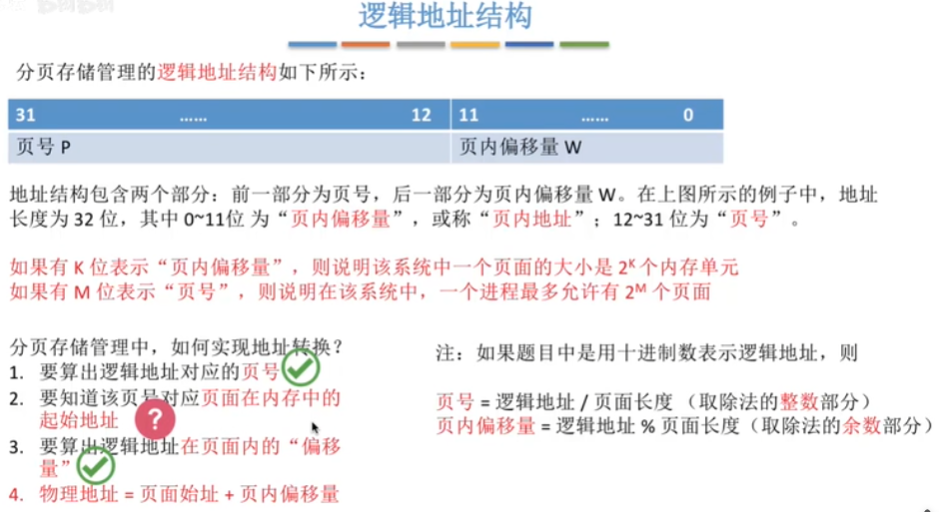 逻辑地址结构
分页存储管理的逻辑地址结构如下所示：
31 …… 12 11 …… 0
页号 P 页内偏移量 W
地址结构包含两个部分：前一部分为页号，后一部分为页内偏移量 W。在上图所示的例子中，地址
长度为 32 位，其中 0~11位 为“页内偏移量”，或称“页内地址”；12~31 位为“页号”。
如果有 K 位表示“页内偏移量”，则说明该系统中一个页面的大小是 2ᴷ 个内存单元
如果有 M 位表示“页号”，则说明在该系统中，一个进程最多允许有 2ᴹ 个页面
分页存储管理中，如何实现地址转换？
1. 要算出逻辑地址对应的页号
2. 要知道该页号对应页面在内存中的
起始地址
?
3. 要算出逻辑地址在页面内的“偏移
量”
4. 物理地址 = 页面始址 + 页内偏移量
注：如果题目中是用十进制数表示逻辑地址，则
页号 = 逻辑地址 / 页面长度 （取除法的整数部分）
页内偏移量 = 逻辑地址 % 页面长度（取除法的余数部分）